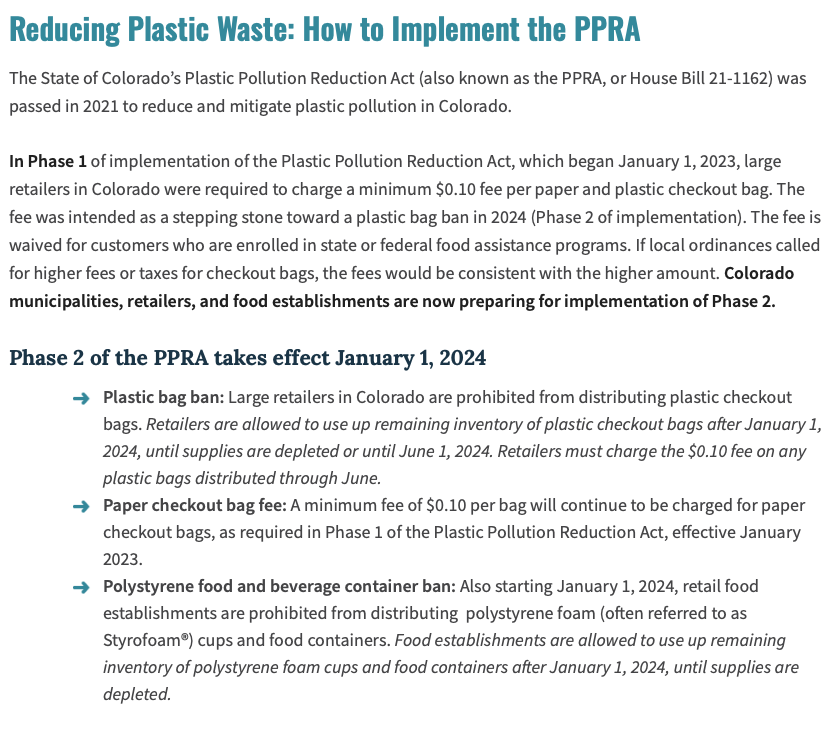 Reducing Plastic Waste: How to Implement the PPRA
The State of Colorado's Plastic Pollution Reduction Act (also known as the PPRA, or House Bill 21-1162) was
passed in 2021 to reduce and mitigate plastic pollution in Colorado.
In Phase 1 of implementation of the Plastic Pollution Reduction Act, which began January 1, 2023, large
retailers in Colorado were required to charge a minimum $0.10 fee per paper and plastic checkout bag. The
fee was intended as a stepping stone toward a plastic bag ban in 2024 (Phase 2 of implementation). The fee is
waived for customers who are enrolled in state or federal food assistance programs. If local ordinances called
for higher fees or taxes for checkout bags, the fees would be consistent with the higher amount. Colorado
municipalities, retailers, and food establishments are now preparing for implementation of Phase 2.
Phase 2 of the PPRA takes effect January 1, 2024
➜ Plastic bag ban: Large retailers in Colorado are prohibited from distributing plastic checkout
bags. Retailers are allowed to use up remaining inventory of plastic checkout bags after January 1,
2024, until supplies are depleted or until June 1, 2024. Retailers must charge the $0.10 fee on any
plastic bags distributed through June.
➜ Paper checkout bag fee: A minimum fee of $0.10 per bag will continue to be charged for paper
checkout bags, as required in Phase 1 of the Plastic Pollution Reduction Act, effective January
2023.
➜ Polystyrene food and beverage container ban: Also starting January 1, 2024, retail food
establishments are prohibited from distributing  polystyrene foam (often referred to as
Styrofoam®) cups and food containers. Food establishments are allowed to use up remaining
inventory of polystyrene foam cups and food containers after January 1, 2024, until supplies are
depleted.